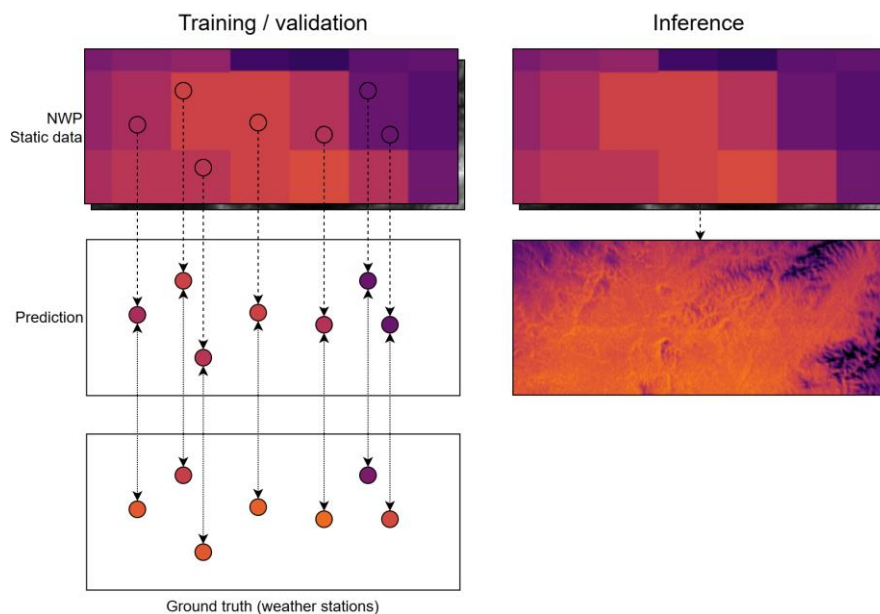 Training / validation
Inference
NWP
Static data
Prediction
Ground truth (weather stations)